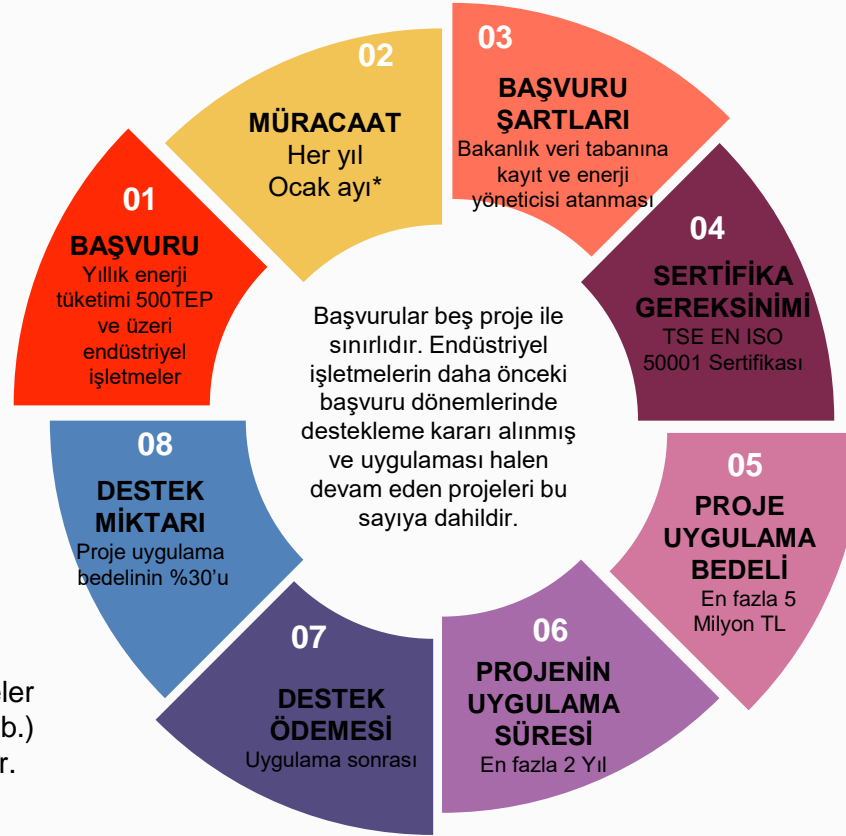 01
BAŞVURU
Yıllık enerji
tüketimi 500TEP
ve üzeri
endüstriyel
işletmeler
02
MÜRACAAT
Her yıl
Ocak ayı*
03
BAŞVURU
ŞARTLARI
Bakanlık veri tabanına
kayıt ve enerji
yöneticisi atanması
04
SERTİFİKA
GEREKSİNİMİ
TSE EN ISO
50001 Sertifikası
05
PROJE
UYGULAMA
BEDELİ
En fazla 5
Milyon TL
06
PROJENİN
UYGULAMA
SÜRESİ
En fazla 2 Yıl
07
DESTEK
ÖDEMESİ
Uygulama sonrası
08
DESTEK
MİKTARI
Proje uygulama
bedelinin %30’u
Başvurular beş proje ile
sınırlıdır. Endüstriyel
işletmelerin daha önceki
başvuru dönemlerinde
destekleme kararı alınmış
ve uygulaması halen
devam eden projeleri bu
sayıya dahildir.
eler
b.)
r.